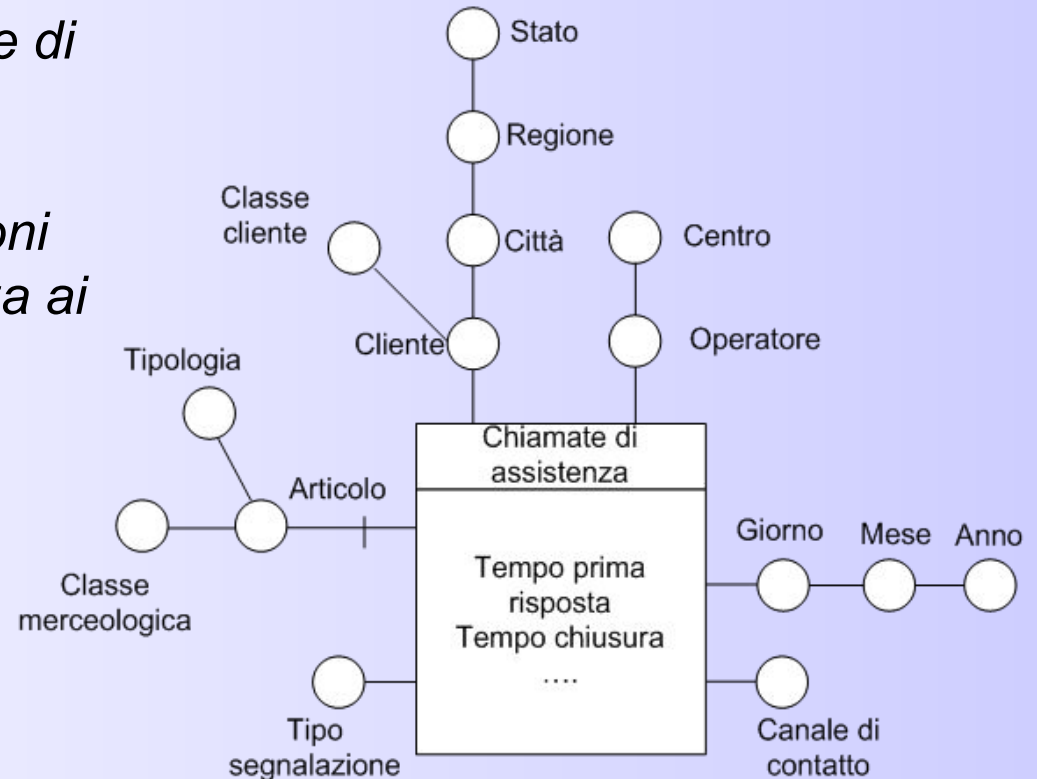 e di
oni
a ai
Stato
Regione
Classe
cliente
Città
Centro
Cliente
Operatore
Tipologia
Chiamate di
assistenza
Articolo
Giorno
Mese
Anno
Classe
merceologica
Tempo prima
risposta
Tempo chiusura
....
Tipo
segnalazione
Canale di
contatto